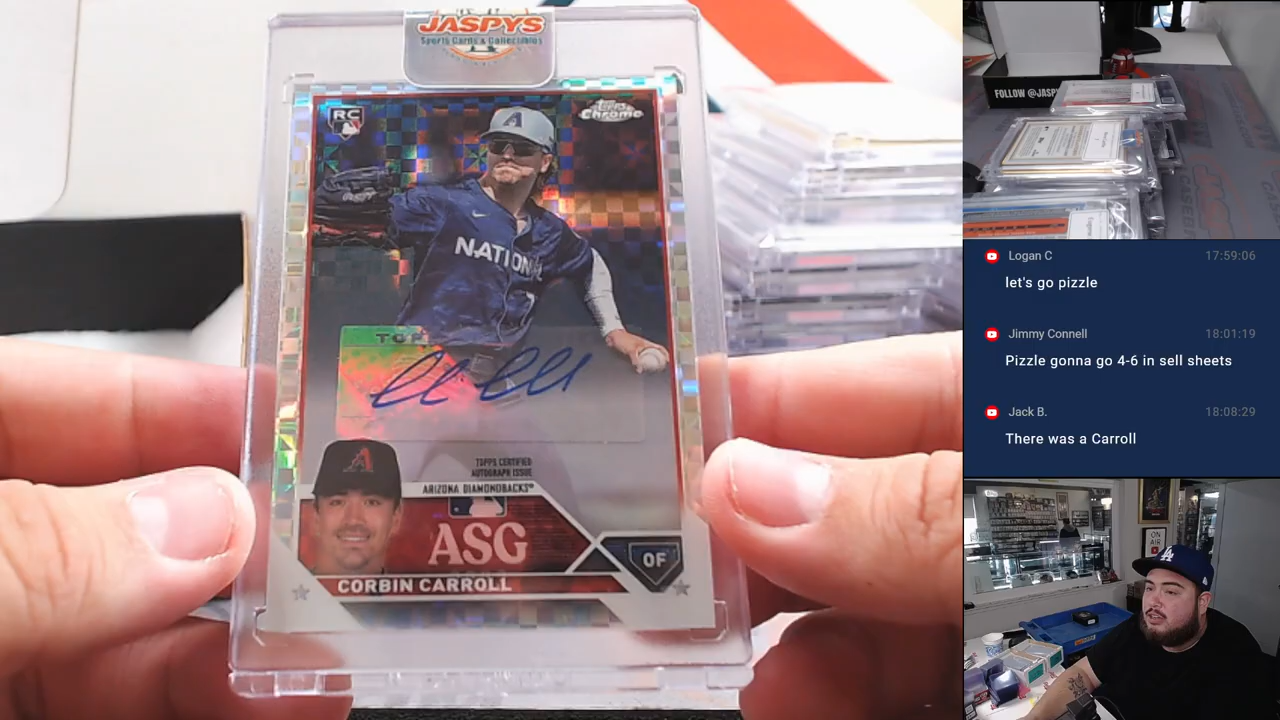 JASPYS
Sports Cards & Collectibles
RC
Topps
Chrome
A
NATIONAL
TOP
TOPPS CERTIFIED
AUTOGRAPH ISSUE
ARIZONA DIAMONDBACKS®
ASG
OF
CORBIN CARROLL
FOLLOW @JASP
Logan C 17:59:06
let's go pizzle
Jimmy Connell 18:01:19
Pizzle gonna go 4-6 in sell sheets
Jack B. 18:08:29
There was a Carroll
ON
AIR
LA